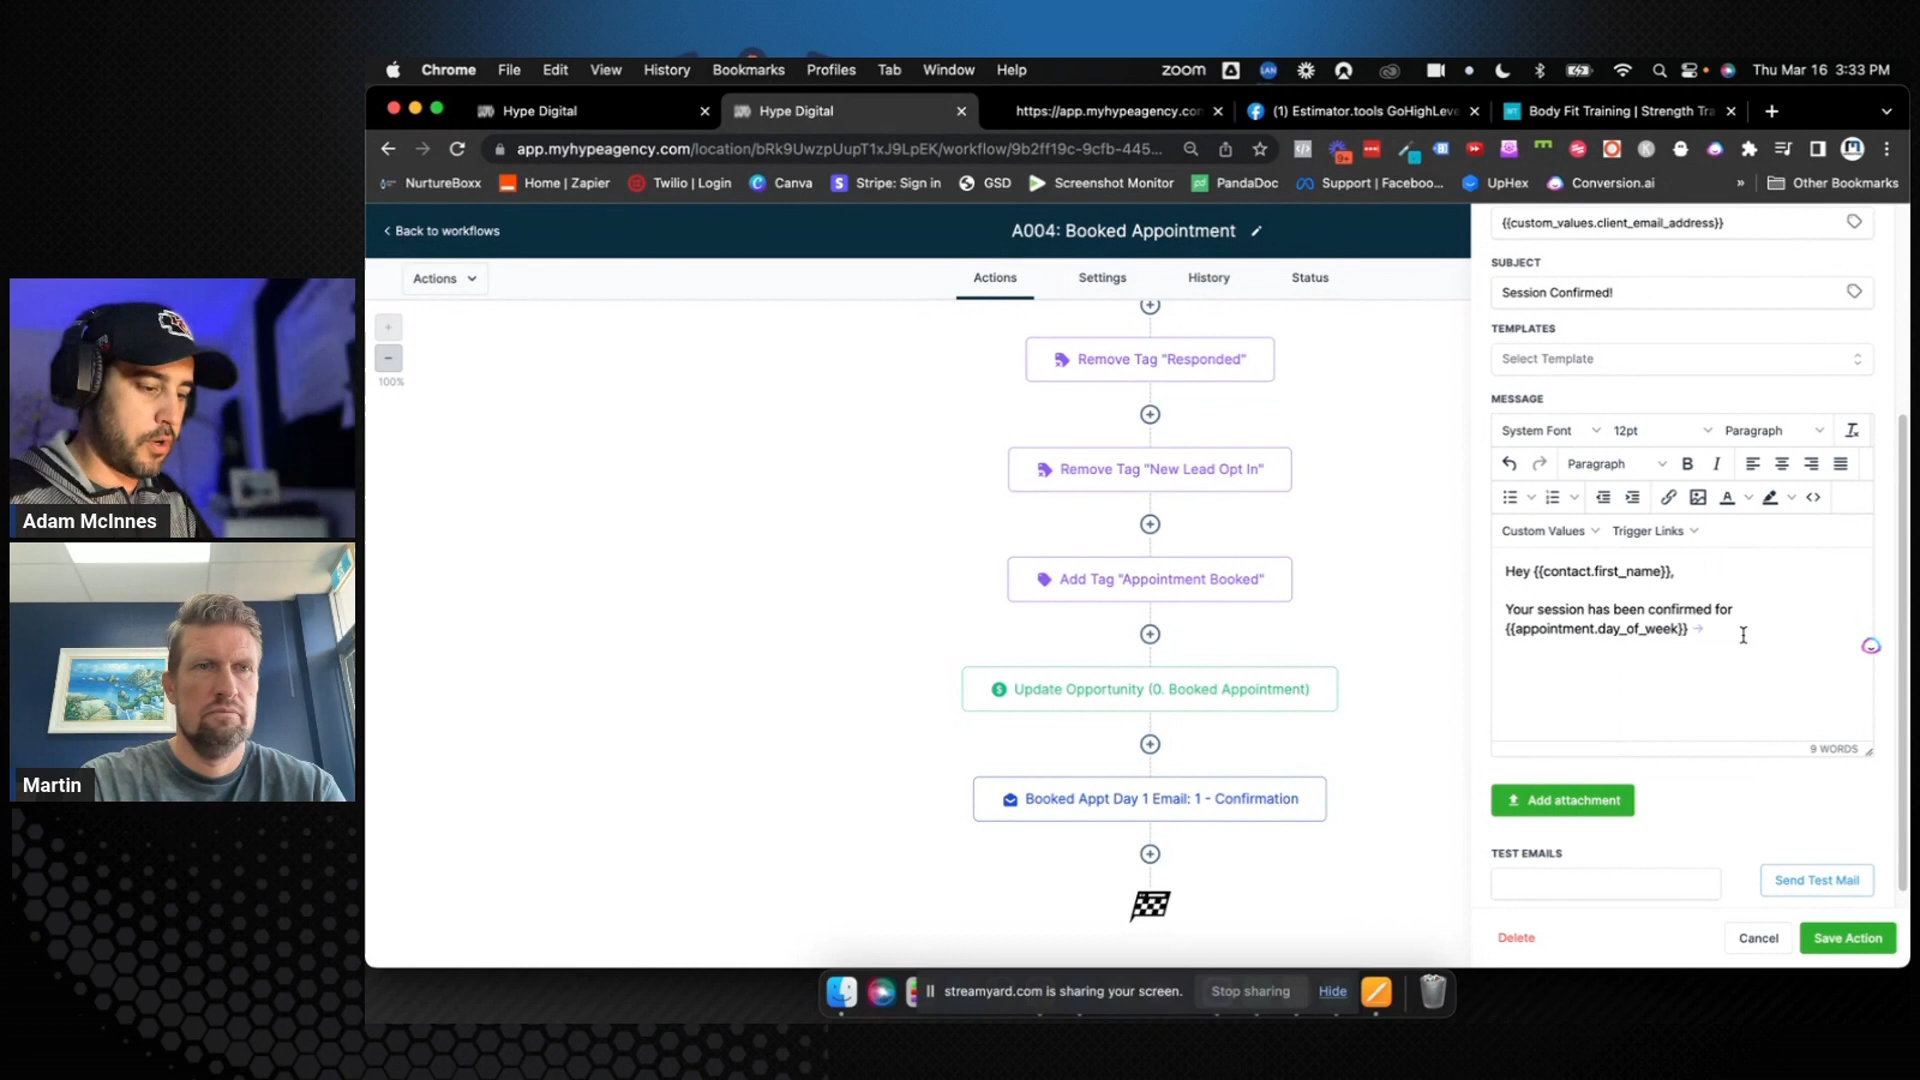 Chrome File Edit View History Bookmarks Profiles Tab Window Help
zoom LAN Thu Mar 16 3:33 PM
Hype Digital
Hype Digital
https://app.myhypeagency.con
(1) Estimator.tools GoHighLeve
Body Fit Training | Strength Tra
app.myhypeagency.com/location/bRk9UwzpUupT1xJ9LpEK/workflow/9b2ff19c-9cfb-445...
9+
NurtureBoxx
Home | Zapier
Twilio | Login
Canva
Stripe: Sign in
GSD
Screenshot Monitor
PandaDoc
Support | Faceboo...
UpHex
Conversion.ai
»
Other Bookmarks
< Back to workflows
A004: Booked Appointment
Actions
Actions Settings History Status
100%
Remove Tag "Responded"
Remove Tag "New Lead Opt In"
Add Tag "Appointment Booked"
Update Opportunity (0. Booked Appointment)
Booked Appt Day 1 Email: 1 - Confirmation
{{custom_values.client_email_address}}
SUBJECT
Session Confirmed!
TEMPLATES
Select Template
MESSAGE
System Font 12pt Paragraph
Paragraph B I
Custom Values Trigger Links
Hey {{contact.first_name}},
Your session has been confirmed for
{{appointment.day_of_week}}
9 WORDS
Add attachment
TEST EMAILS
Send Test Mail
Delete
Cancel
Save Action
Adam McInnes
Martin
streamyard.com is sharing your screen.
Stop sharing
Hide